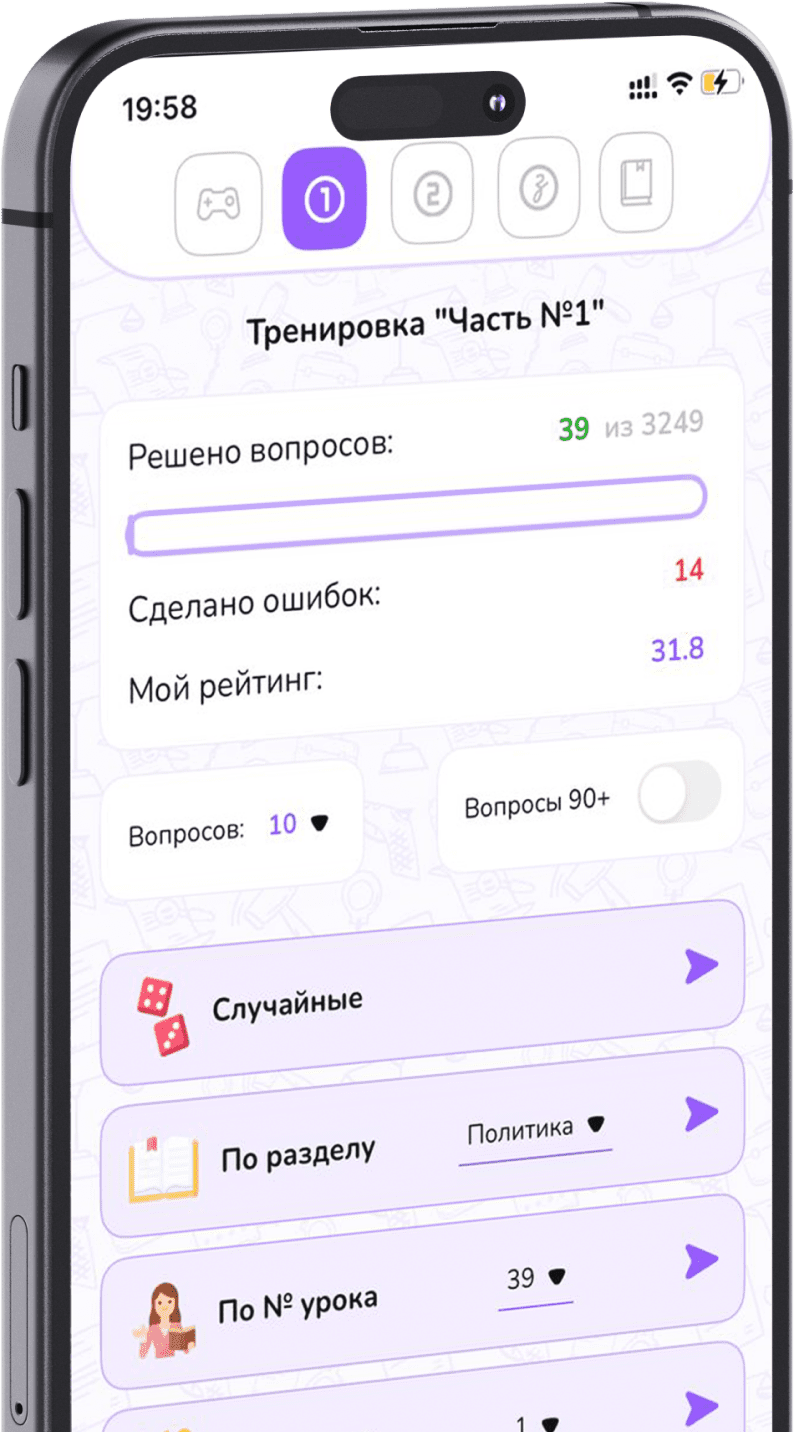 19:58
1 2 3
Тренировка "Часть №1"
Решено вопросов: 39 из 3249
Сделано ошибок: 14
Мой рейтинг: 31.8
Вопросов: 10
Вопросы 90+
Случайные
По разделу Политика
По № урока 39
1